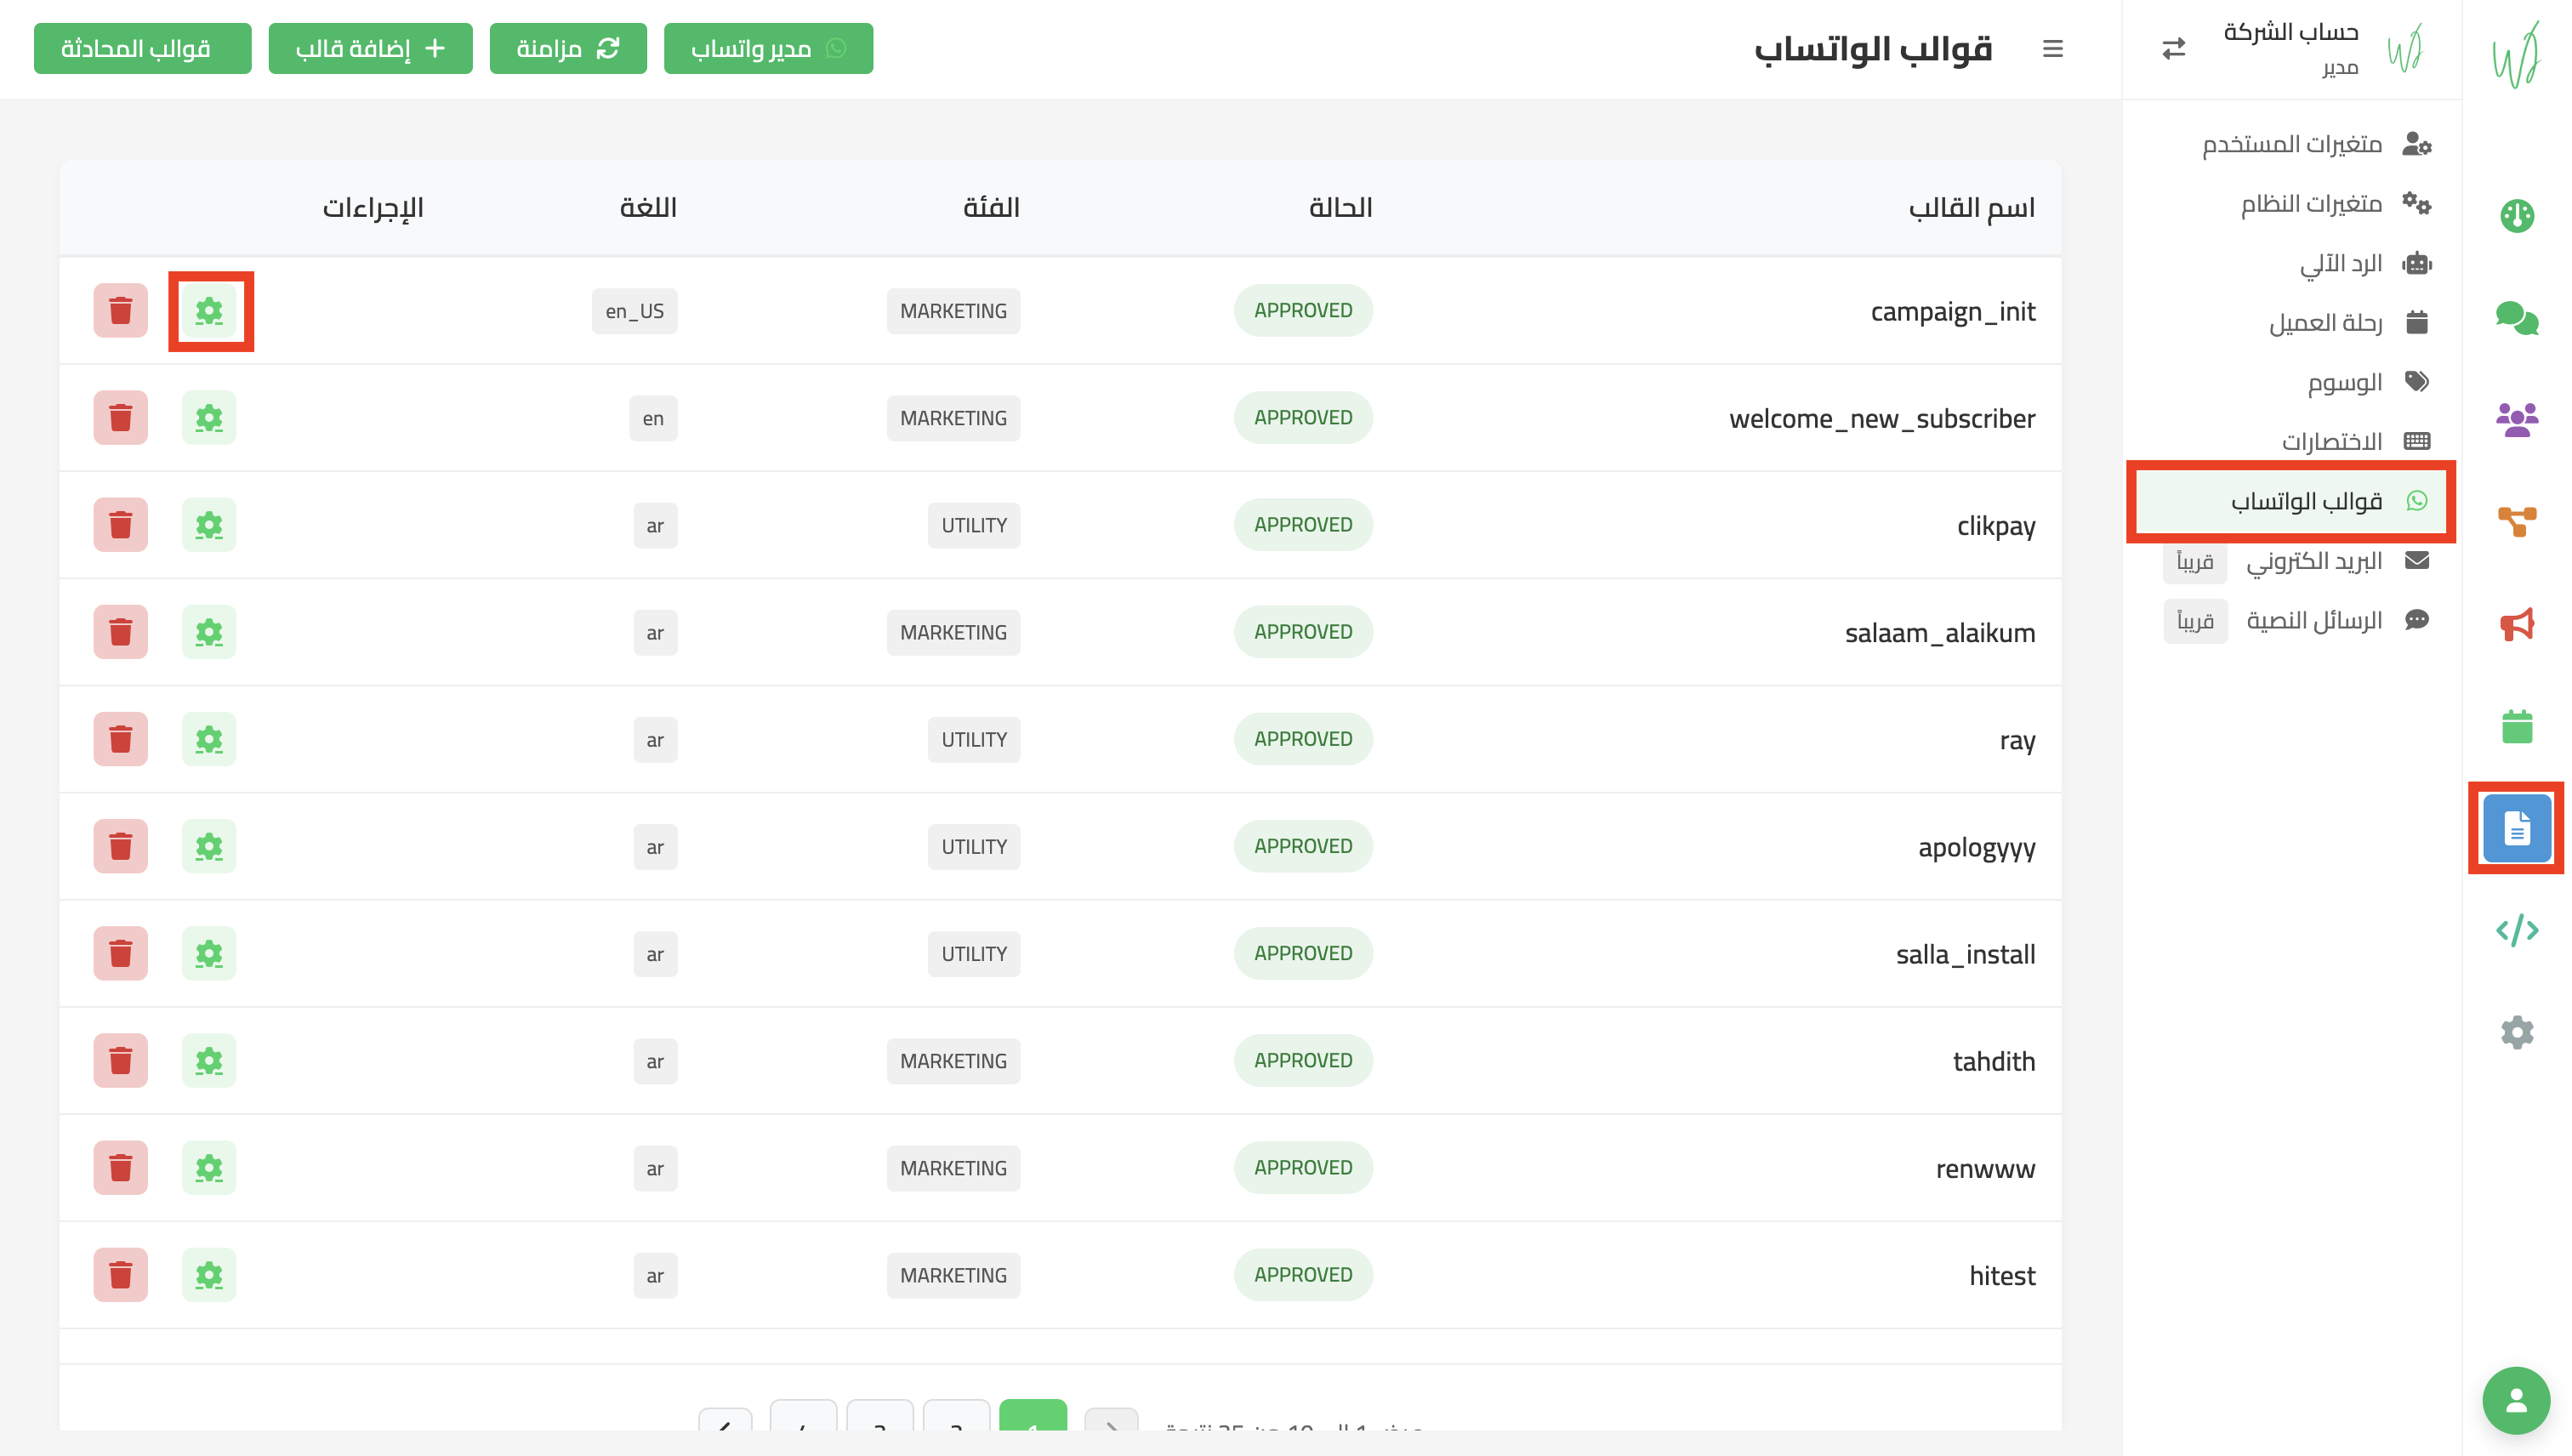 حساب الشركة
مدير
قوالب الواتساب
مدير واتساب
مزامنة
إضافة قالب
قوالب المحادثة
متغيرات المستخدم
متغيرات النظام
الرد الآلي
رحلة العميل
الوسوم
الاختصارات
قوالب الواتساب
البريد الكتروني قريباً
الرسائل النصية قريباً
اسم القالب الحالة الفئة اللغة الإجراءات
campaign_init APPROVED MARKETING en_US
welcome_new_subscriber APPROVED MARKETING en
clikpay APPROVED UTILITY ar
salaam_alaikum APPROVED MARKETING ar
ray APPROVED UTILITY ar
apologyyy APPROVED UTILITY ar
salla_install APPROVED UTILITY ar
tahdith APPROVED MARKETING ar
renwww APPROVED MARKETING ar
hitest APPROVED MARKETING ar